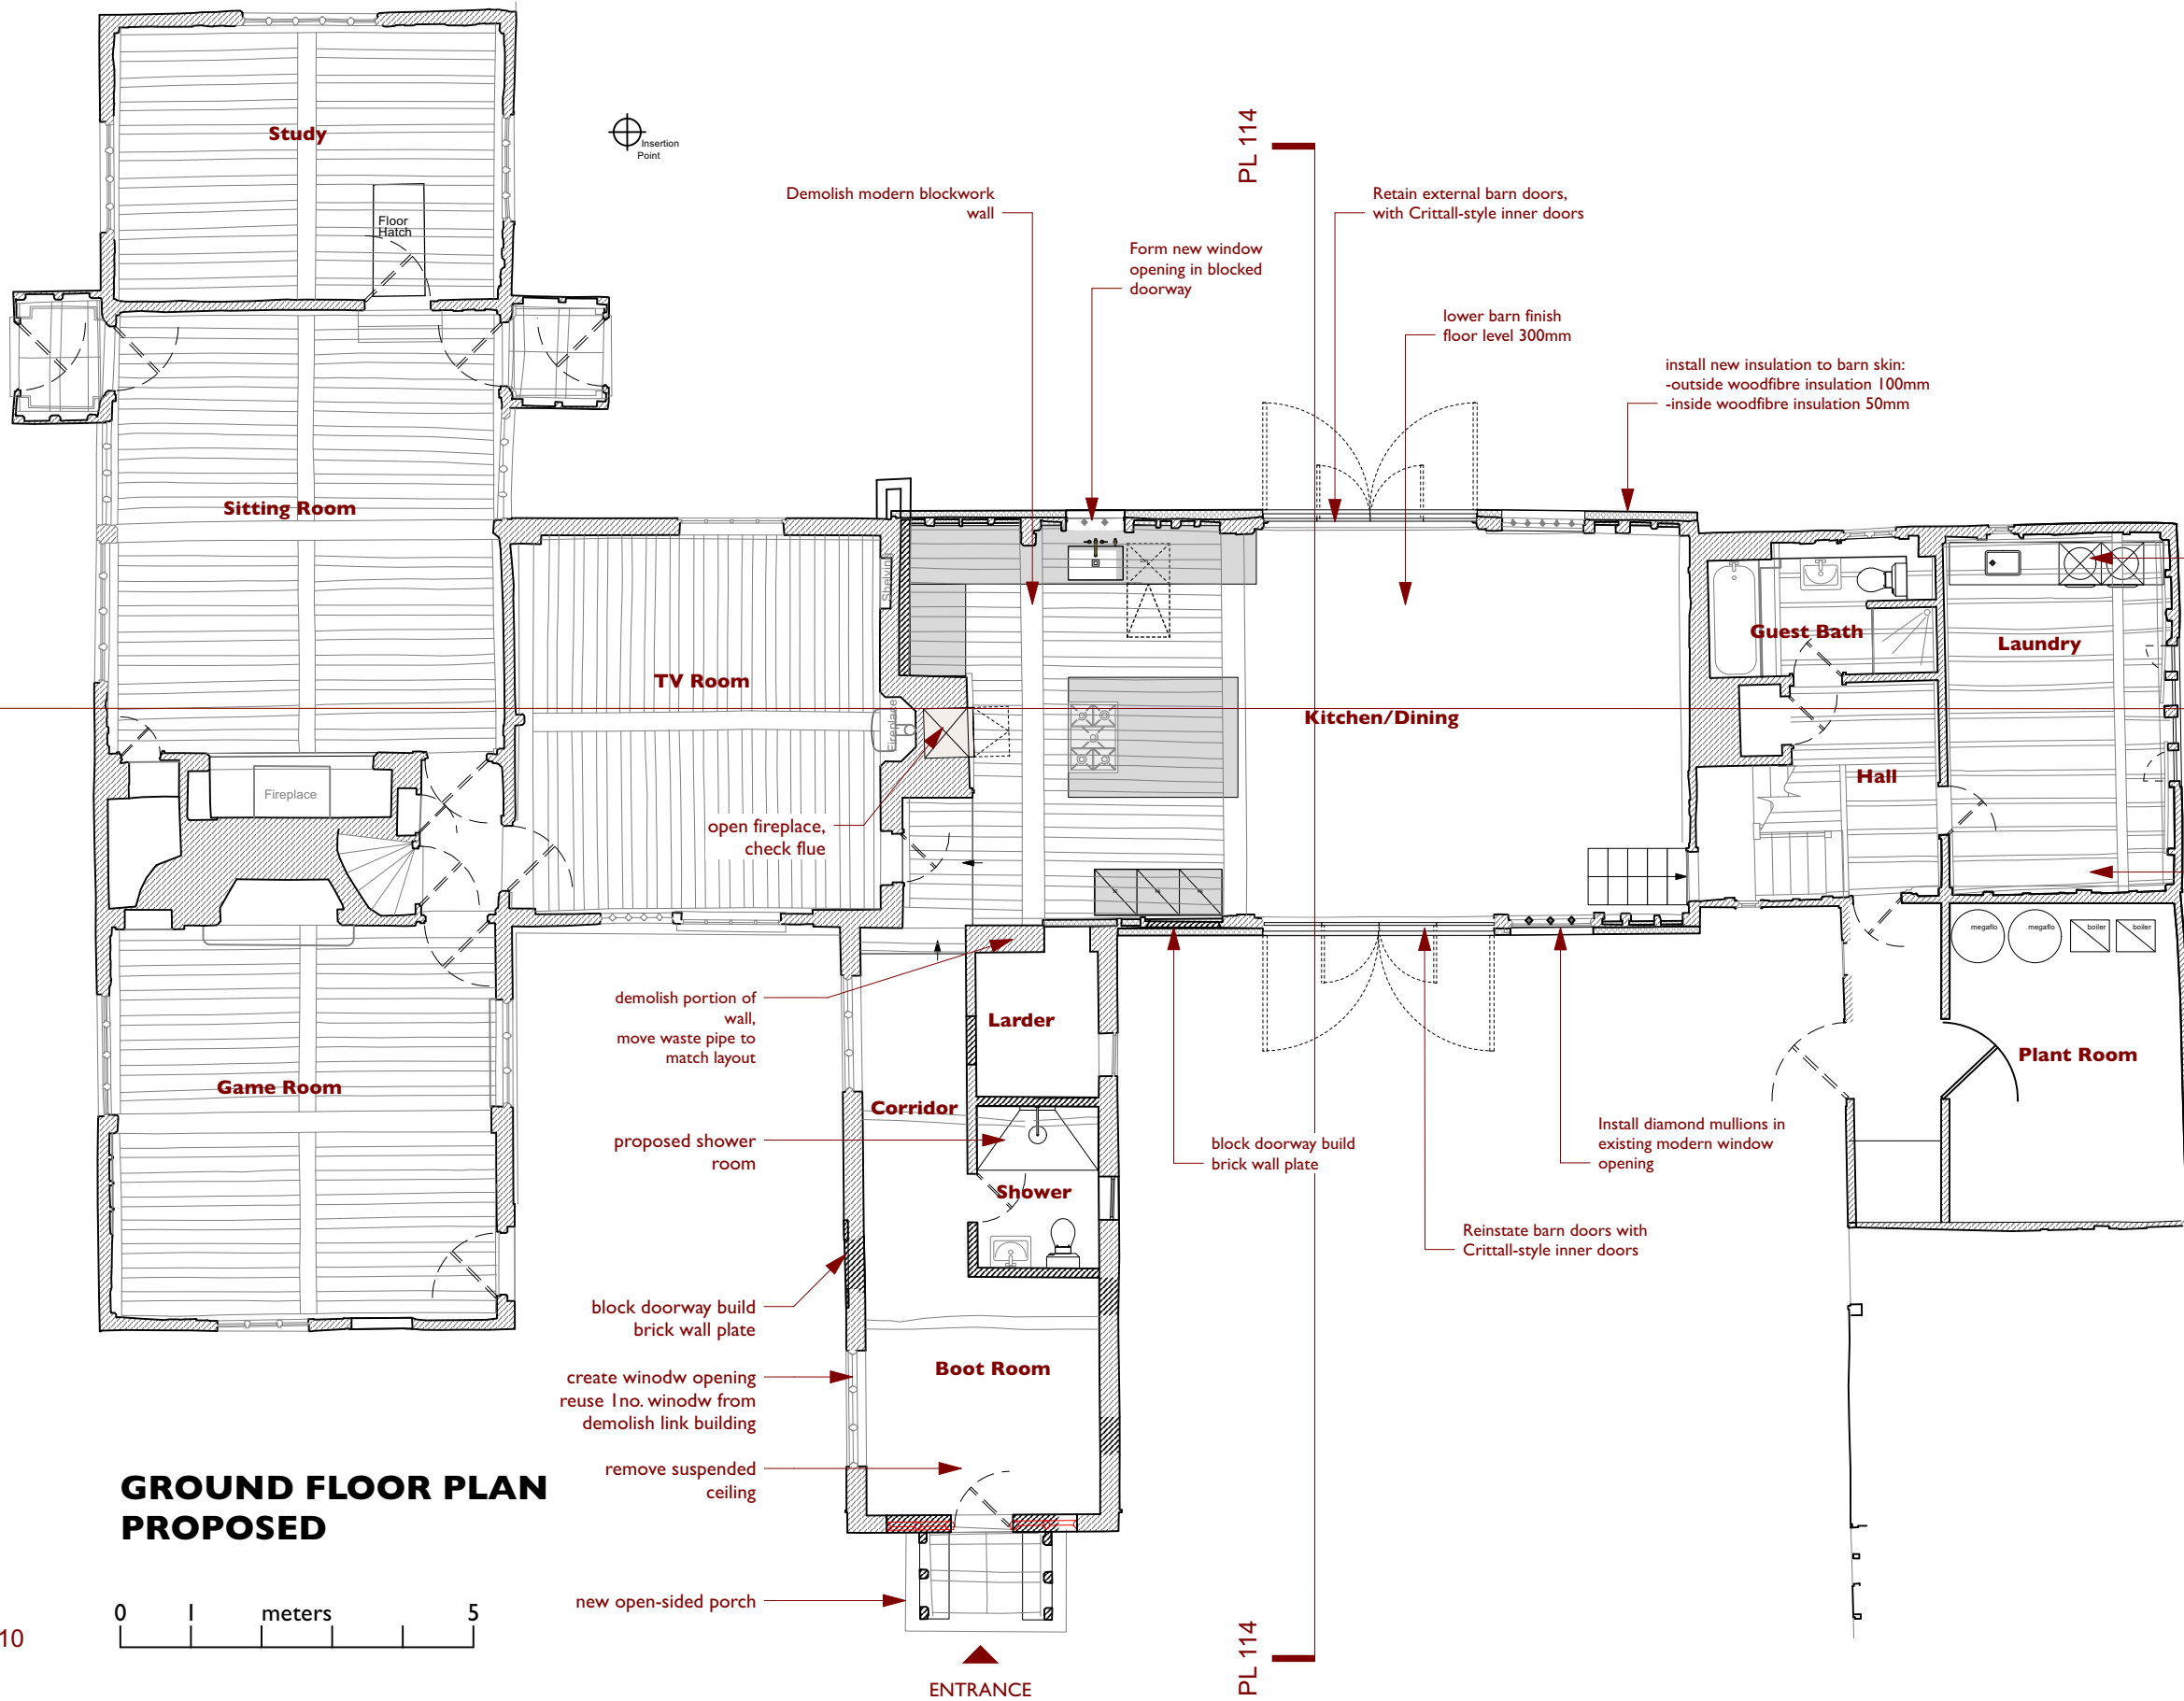 Study
Insertion
Point
Floor
Hatch
PL 114
Demolish modern blockwork
wall
Retain external barn doors,
with Crittall-style inner doors
Form new window
opening in blocked
doorway
lower barn finish
floor level 300mm
install new insulation to barn skin:
-outside woodfibre insulation 100mm
-inside woodfibre insulation 50mm
Sitting Room
Shelving
TV Room
Fireplace
Kitchen/Dining
Guest Bath
Laundry
Hall
Fireplace
open fireplace,
check flue
megaflo
megaflo
boiler
boiler
demolish portion of
wall,
move waste pipe to
match layout
Larder
Plant Room
Game Room
Corridor
proposed shower
room
Shower
block doorway build
brick wall plate
Install diamond mullions in
existing modern window
opening
Reinstate barn doors with
Crittall-style inner doors
block doorway build
brick wall plate
Boot Room
create winodw opening
reuse 1no. winodw from
demolish link building
remove suspended
ceiling
GROUND FLOOR PLAN
PROPOSED
new open-sided porch
0 1 meters 5
10
PL 114
ENTRANCE